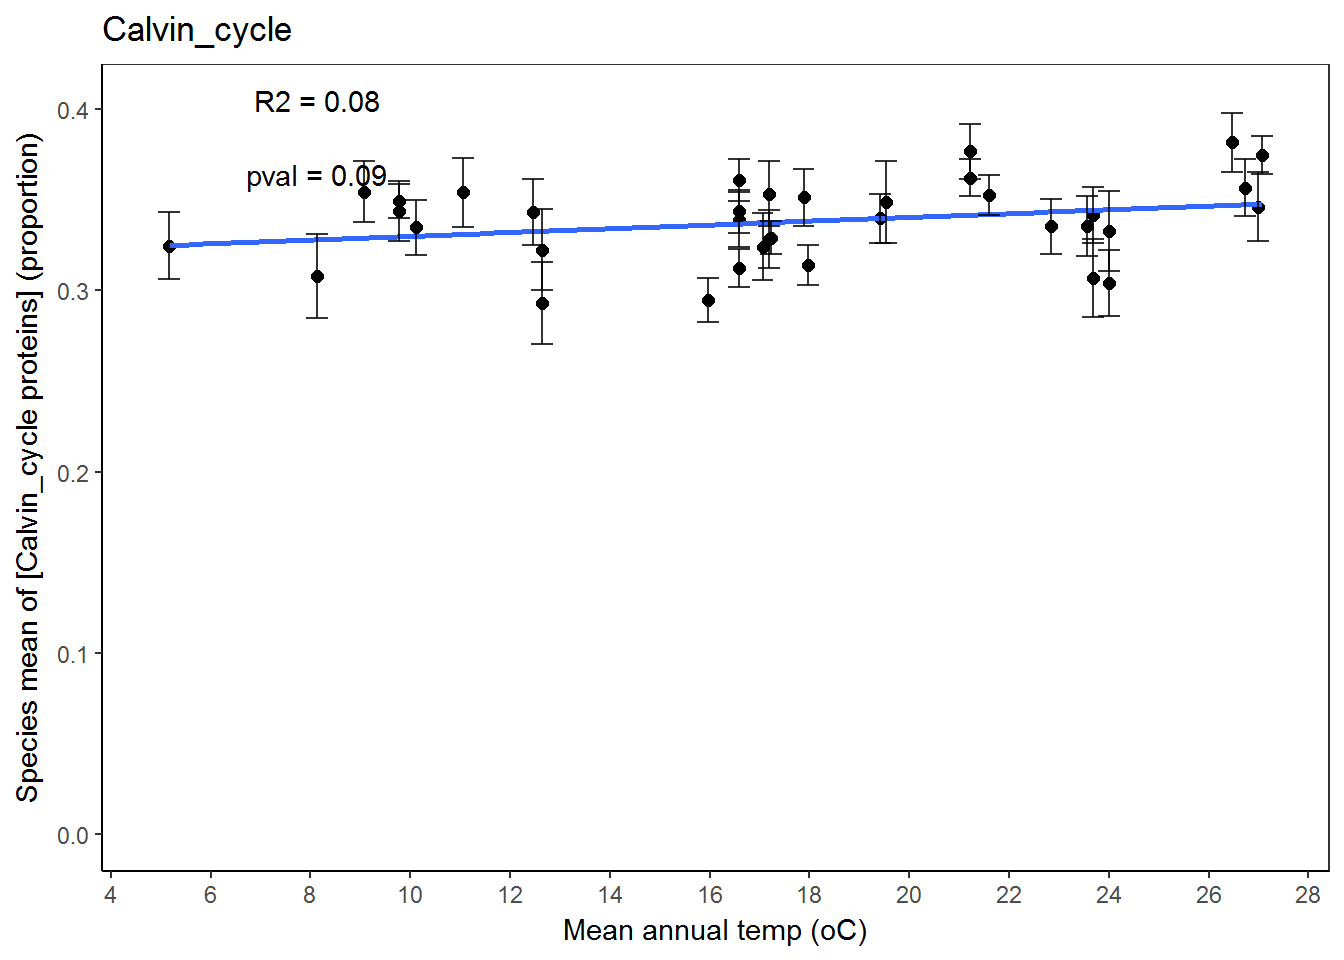 Calvin_cycle
R2 = 0.08
pval = 0.09
Species mean of [Calvin_cycle proteins] (proportion)
0.4
0.3
0.2
0.1
0.0
4 6 8 10 12 14 16 18 20 22 24 26 28
Mean annual temp (oC)